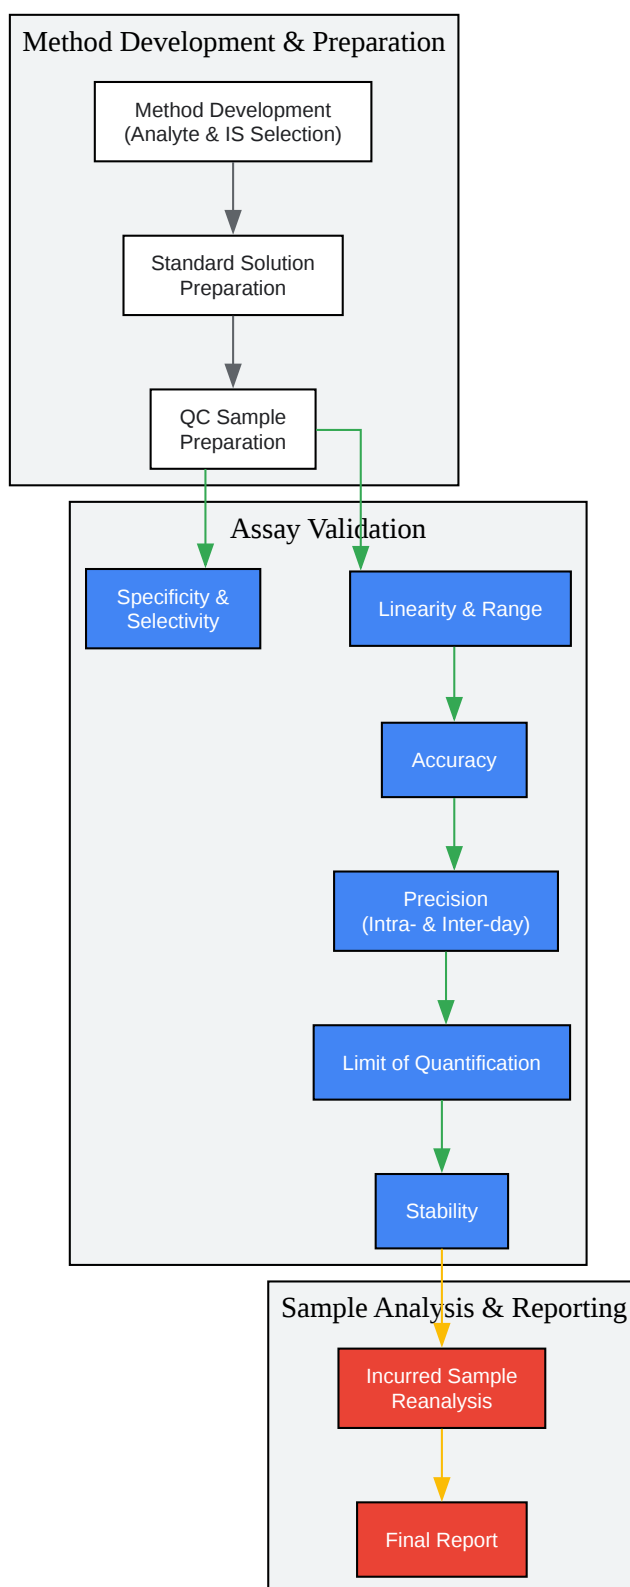 Method Development & Preparation
Method Development
(Analyte & IS Selection)
Standard Solution
Preparation
QC Sample
Preparation
Assay Validation
Specificity &
Selectivity
Linearity & Range
Accuracy
Precision
(Intra- & Inter-day)
Limit of Quantification
Stability
Sample Analysis & Reporting
Incurred Sample
Reanalysis
Final Report